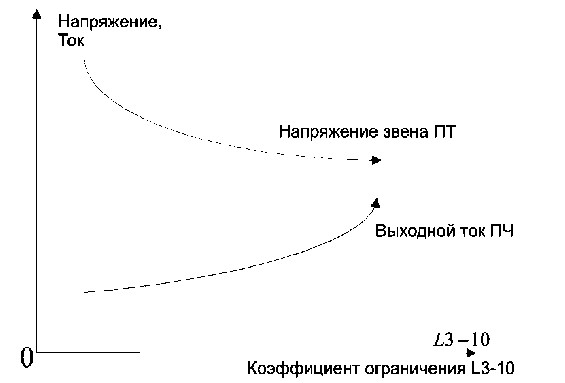 Напряжение,
Ток
Напряжение звена ПТ
Выходной ток ПЧ
L3-10
0
Коэффициент ограничения L3-10